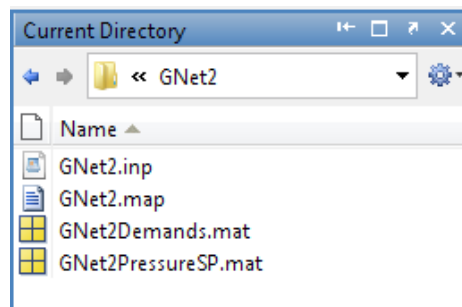 Current Directory
« GNet2
Name
GNet2.inp
GNet2.map
GNet2Demands.mat
GNet2PressureSP.mat